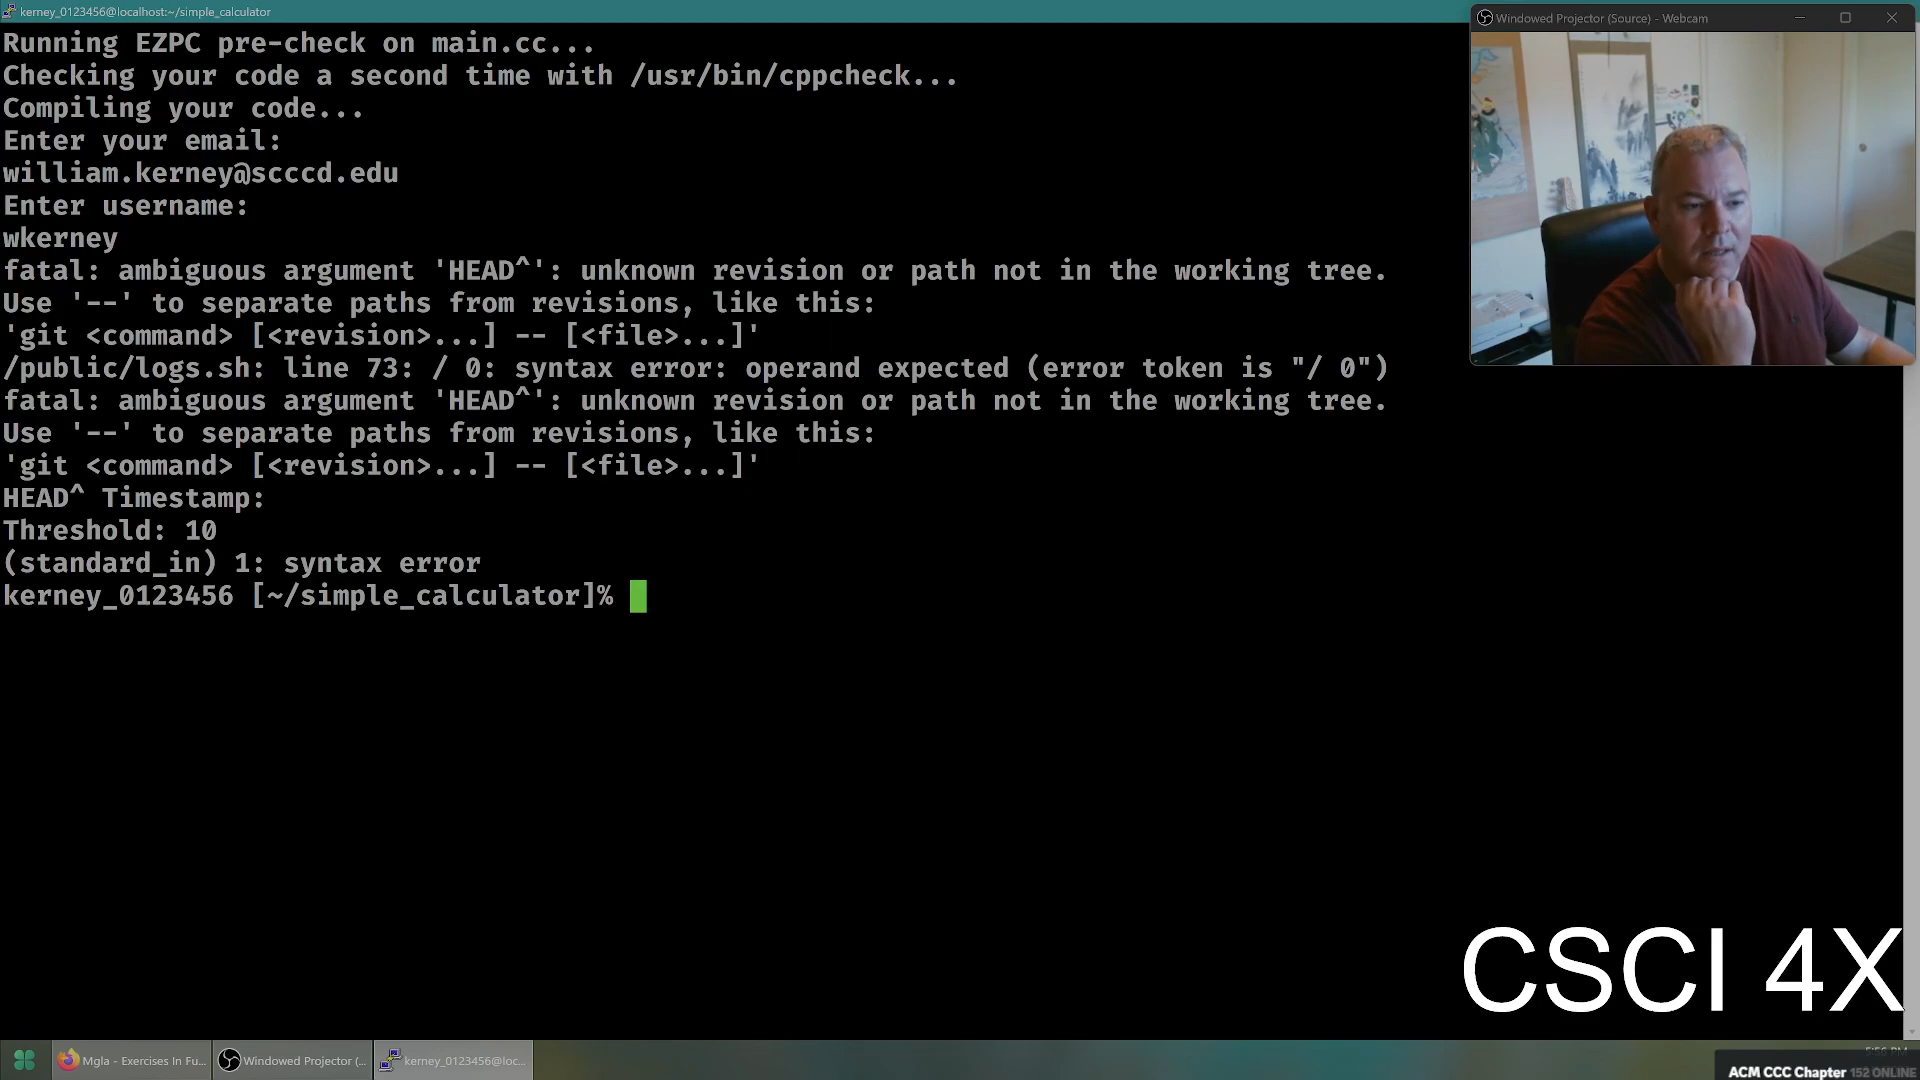 kerney_0123456@localhost:~/simple_calculator
Windowed Projector (Source) - Webcam
Running EZPC pre-check on main.cc...
Checking your code a second time with /usr/bin/cppcheck...
Compiling your code...
Enter your email:
william.kerney@scccd.edu
Enter username:
wkerney
fatal: ambiguous argument 'HEAD^': unknown revision or path not in the working tree.
Use '--' to separate paths from revisions, like this:
'git <command> [<revision>...] -- [<file>...]'
/public/logs.sh: line 73: / 0: syntax error: operand expected (error token is "/ 0")
fatal: ambiguous argument 'HEAD^': unknown revision or path not in the working tree.
Use '--' to separate paths from revisions, like this:
'git <command> [<revision>...] -- [<file>...]'
HEAD^ Timestamp:
Threshold: 10
(standard_in) 1: syntax error
kerney_0123456 [~/simple_calculator]%
CSCI 4X
Mgla - Exercises In Fu...
Windowed Projector (...
kerney_0123456@loc...
5:56 PM
ACM CCC Chapter 152 ONLINE